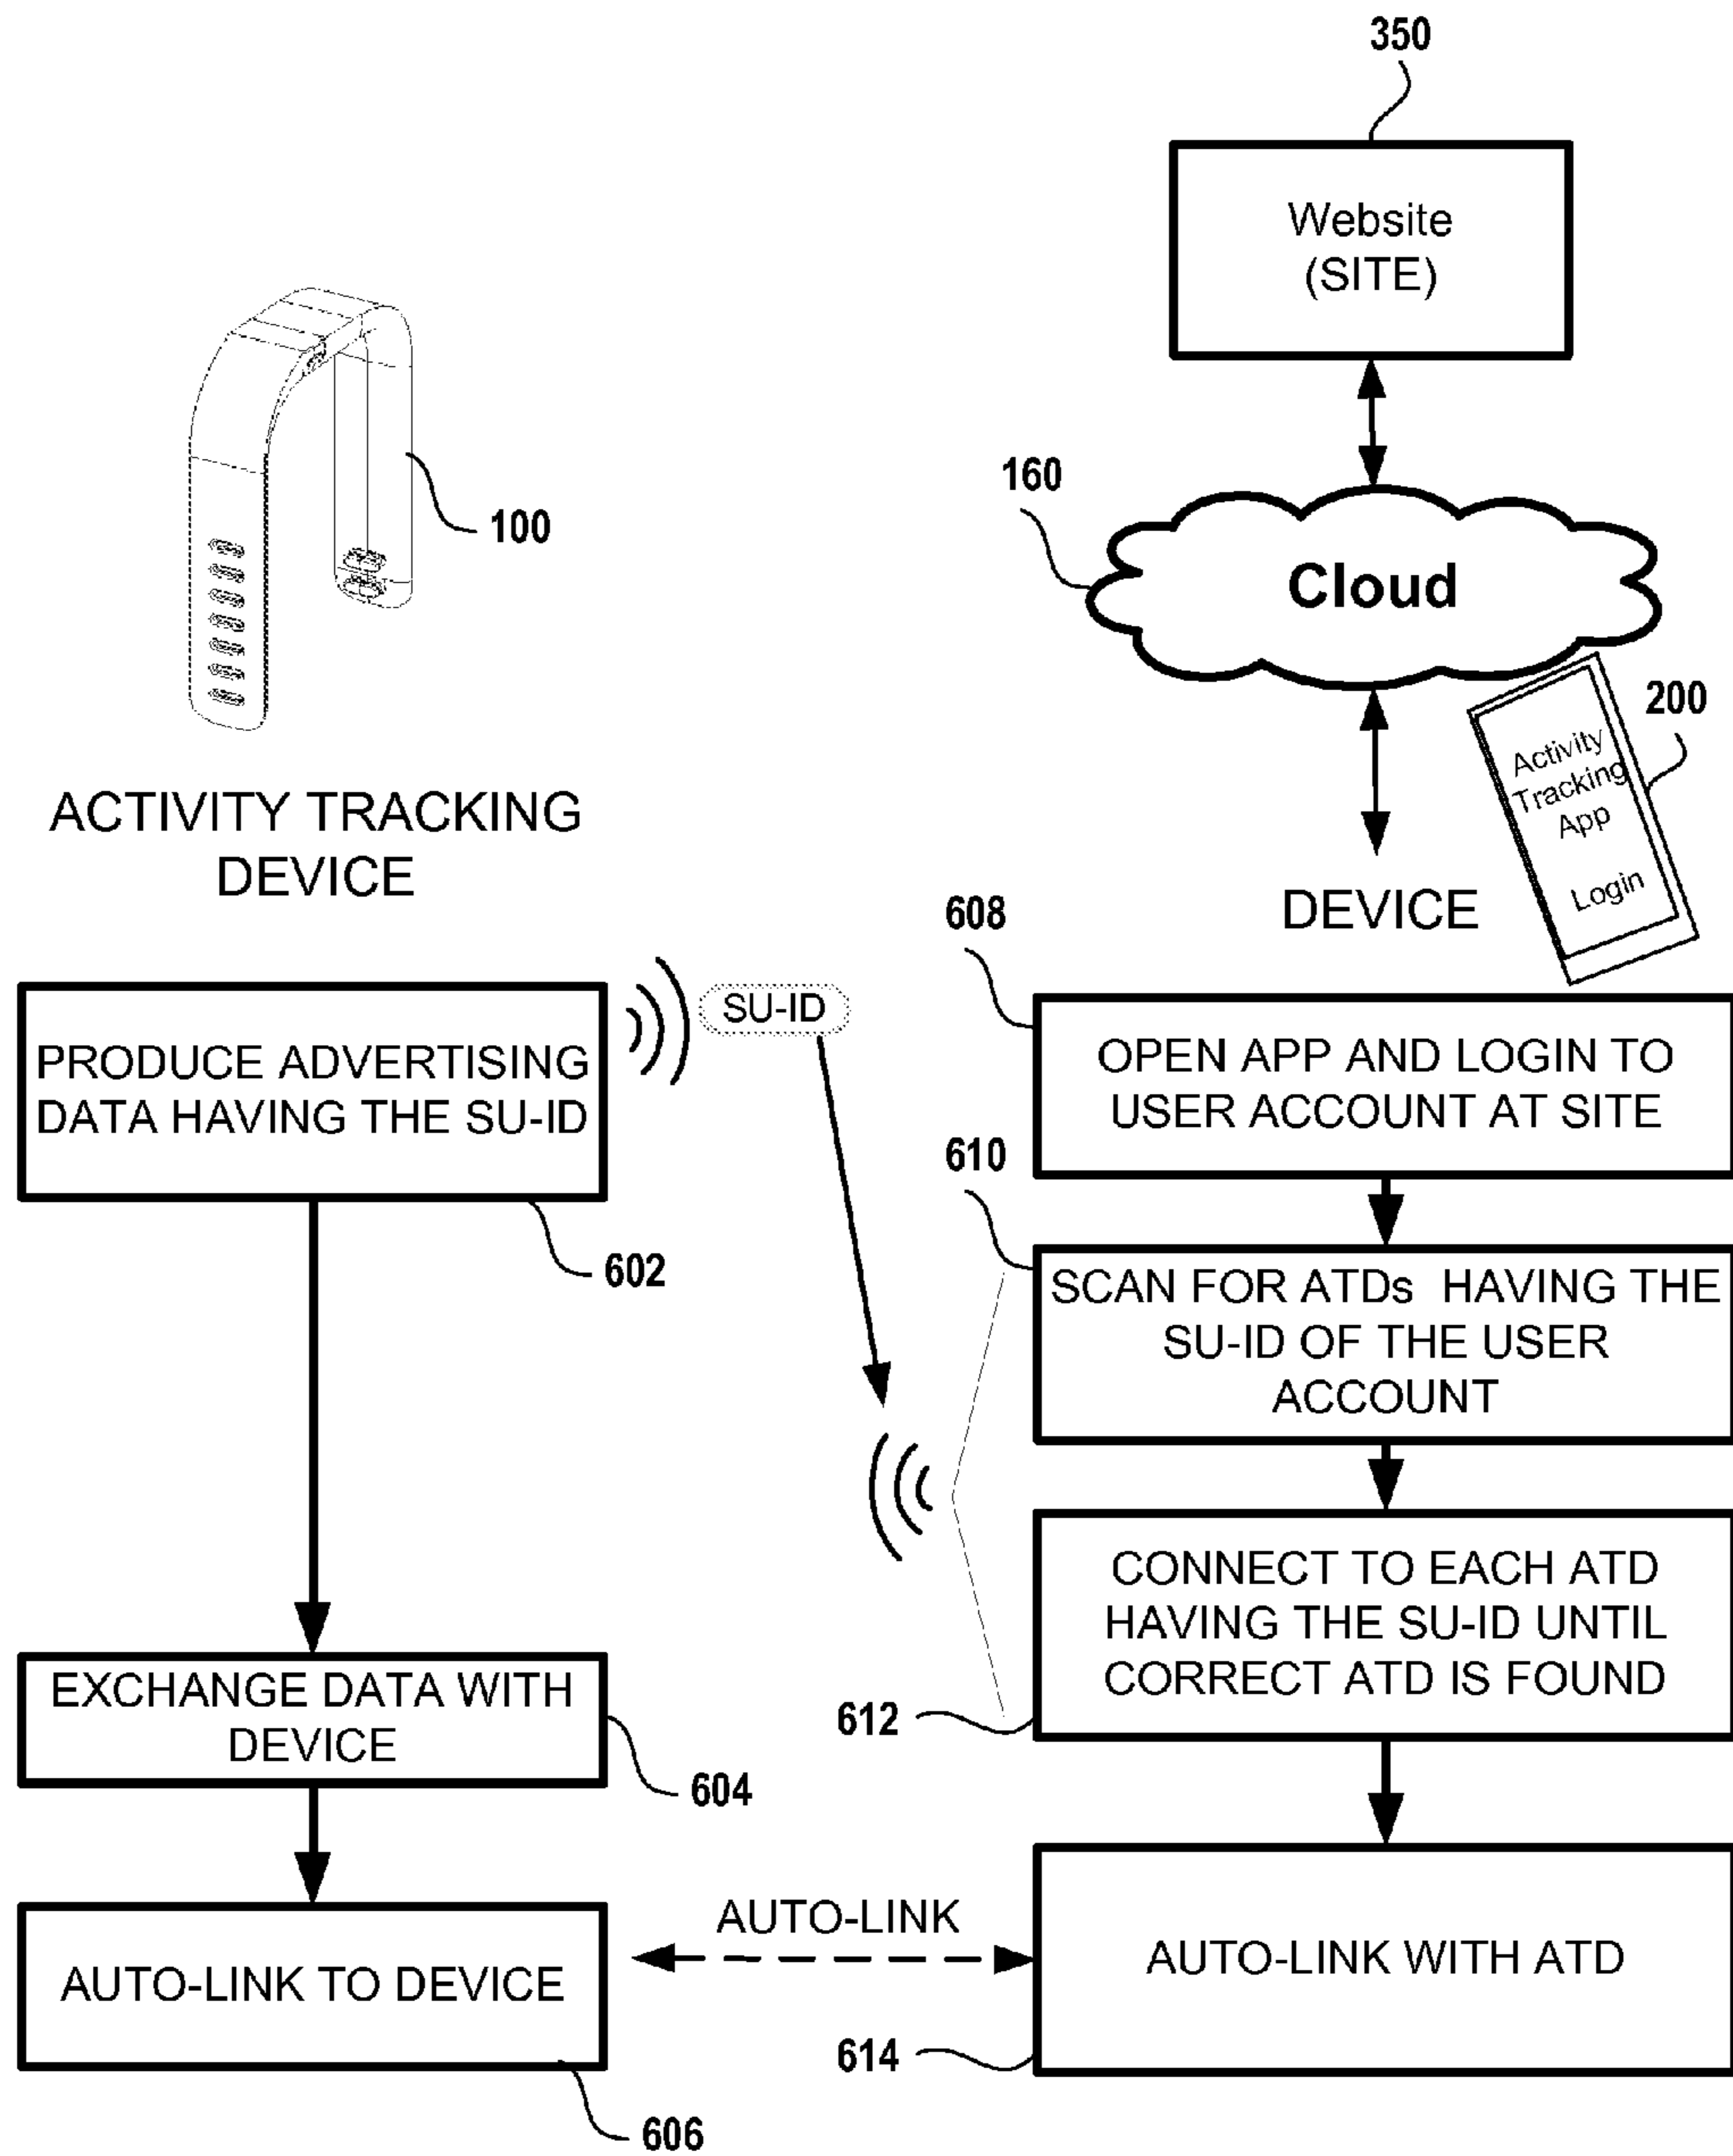 350
Website
(SITE)
160
Cloud
100
200
Activity
Tracking
App
Login
ACTIVITY TRACKING
DEVICE
DEVICE
608
SU-ID
PRODUCE ADVERTISING
DATA HAVING THE SU-ID
602
OPEN APP AND LOGIN TO
USER ACCOUNT AT SITE
610
SCAN FOR ATDs HAVING THE
SU-ID OF THE USER
ACCOUNT
CONNECT TO EACH ATD
HAVING THE SU-ID UNTIL
CORRECT ATD IS FOUND
612
EXCHANGE DATA WITH
DEVICE
604
AUTO-LINK
AUTO-LINK TO DEVICE
606
AUTO-LINK WITH ATD
614